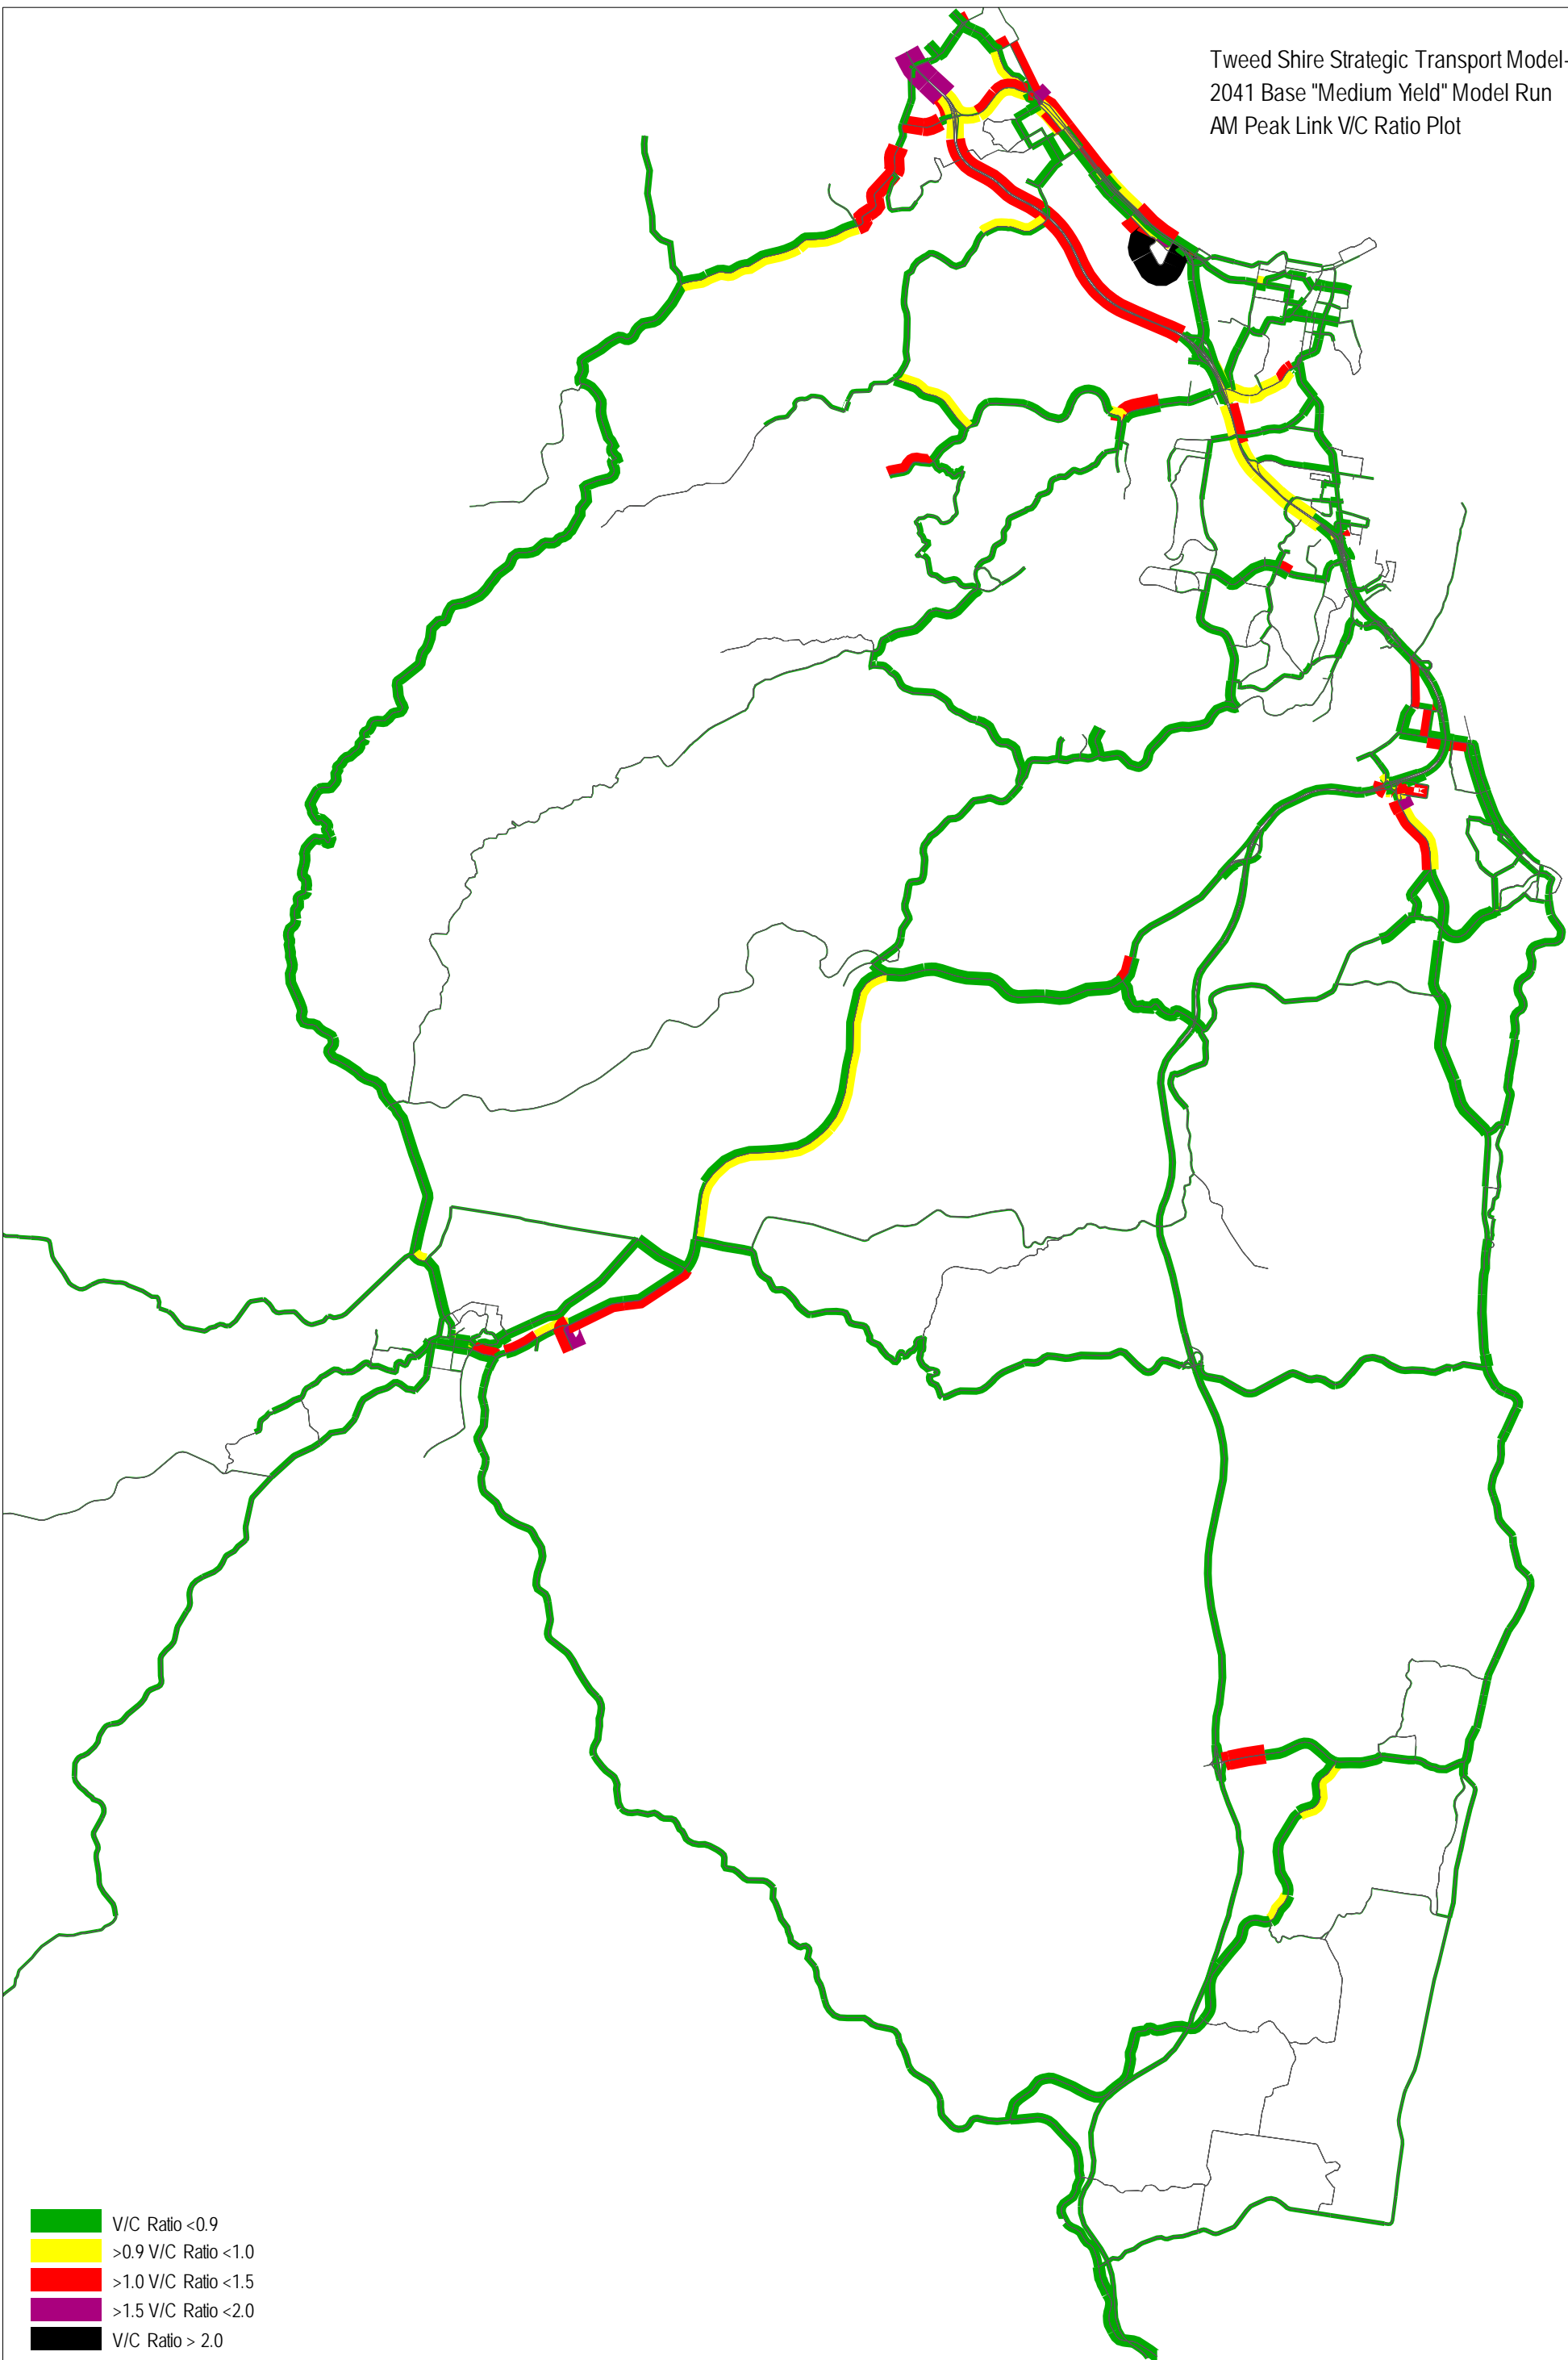 Tweed Shire Strategic Transport Model-
2041 Base "Medium Yield" Model Run
AM Peak Link V/C Ratio Plot
V/C Ratio <0.9
>0.9 V/C Ratio <1.0
>1.0 V/C Ratio <1.5
>1.5 V/C Ratio <2.0
V/C Ratio > 2.0